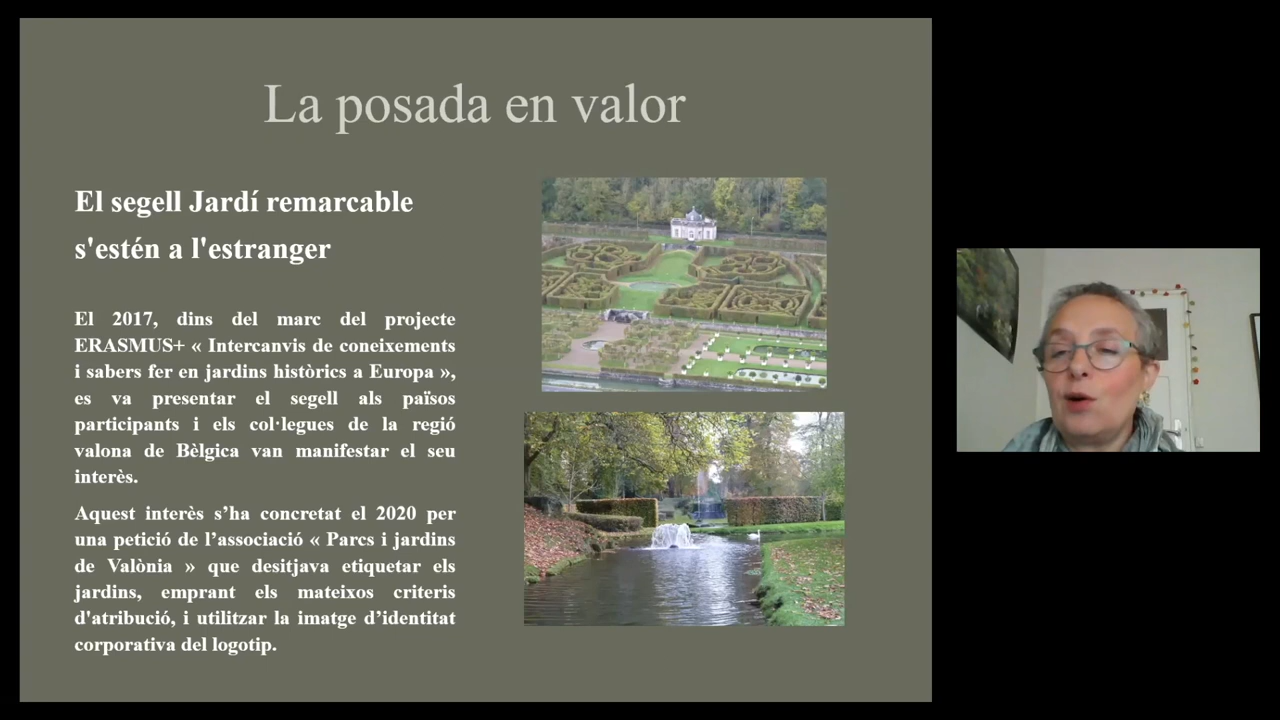 La posada en valor
El segell Jardí remarcable
s'estén a l'estranger
El 2017, dins del marc del projecte
ERASMUS+ « Intercanvis de coneixements
i sabers fer en jardins històrics a Europa »,
es va presentar el segell als països
participants i els col·legues de la regió
valona de Bèlgica van manifestar el seu
interès.
Aquest interès s’ha concretat el 2020 per
una petició de l’associació « Parcs i jardins
de Valònia » que desitjava etiquetar els
jardins, emprant els mateixos criteris
d'atribució, i utilitzar la imatge d’identitat
corporativa del logotip.